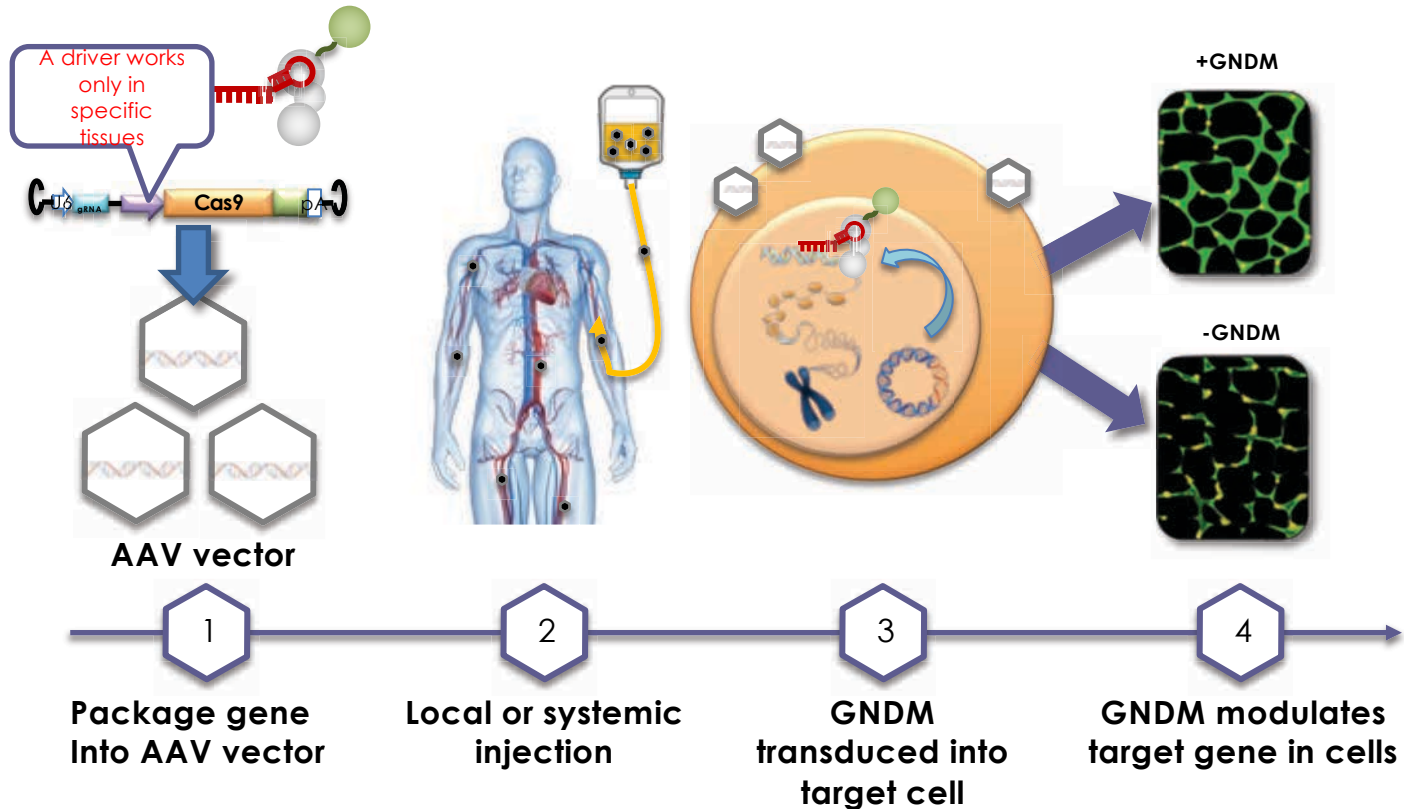 A driver works
only in
specific
tissues
U6
gRNA
Cas9
pA
AAV vector
+GNDM
-GNDM
1
2
3
4
Package gene
Into AAV vector
Local or systemic
injection
GNDM
transduced into
target cell
GNDM modulates
target gene in cells